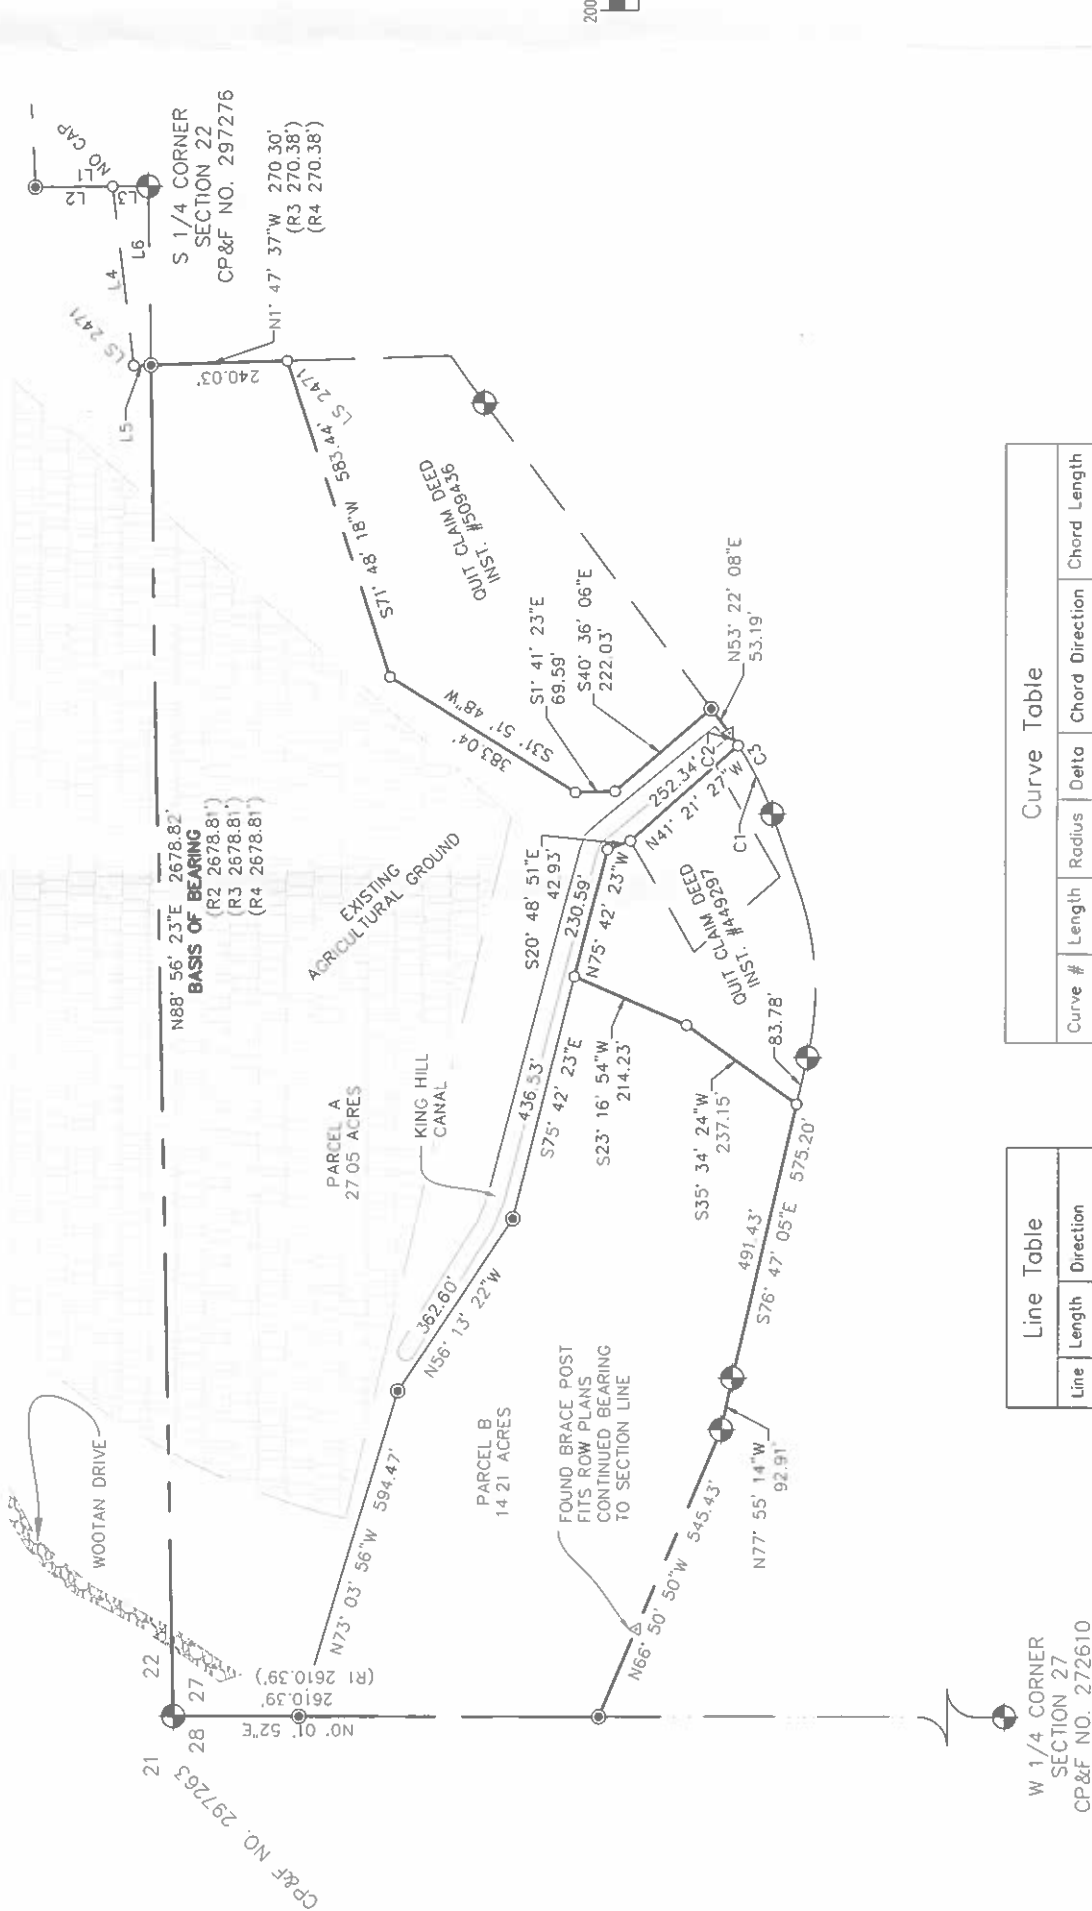 200
NO CAP
L1
L2
L3
L4
L6
S 1/4 CORNER
SECTION 22
CP&F NO. 297276
LS 2471
L5
N1° 47' 37"W 270.30'
(R3 270.38')
(R4 270.38')
240.03'
LS 2471
S71° 48' 18"W 583.44'
QUIT CLAIM DEED
INST. #509436
N88° 56' 23"E 2678.82'
BASIS OF BEARING
(R2 2678.81')
(R3 2678.81')
(R4 2678.81')
S31° 51' 48"W
383.04'
S1° 41' 23"E
69.59'
S40° 36' 06"E
222.03'
N53° 22' 08"E
53.19'
EXISTING
AGRICULTURAL GROUND
S20° 48' 51"E
42.93'
252.34'
N41° 21' 27"W
C2
C3
C1
230.59'
N75° 42' 23"W
QUIT CLAIM DEED
INST. #449297
PARCEL A
27.05 ACRES
KING HILL
CANAL
436.53'
S75° 42' 23"E
S23° 16' 54"W
214.23'
83.78'
S35° 34' 24"W
237.15'
362.60'
N56° 13' 22"W
491.43'
S76° 47' 05"E 575.20'
WOOTAN DRIVE
PARCEL B
14.21 ACRES
FOUND BRACE POST
FITS ROW PLANS
CONTINUED BEARING
TO SECTION LINE
N73° 03' 56"W 594.47'
N77° 55' 14"W
92.91'
N66° 50' 50"W 545.43'
21
22
28
27
CP&F NO. 297263
N0° 01' 52"E
2610.39'
(R1 2610.39')
W 1/4 CORNER
SECTION 27
CP&F NO. 272610
Line Table
Line Length Direction
Curve Table
Curve # Length Radius Delta Chord Direction Chord Length